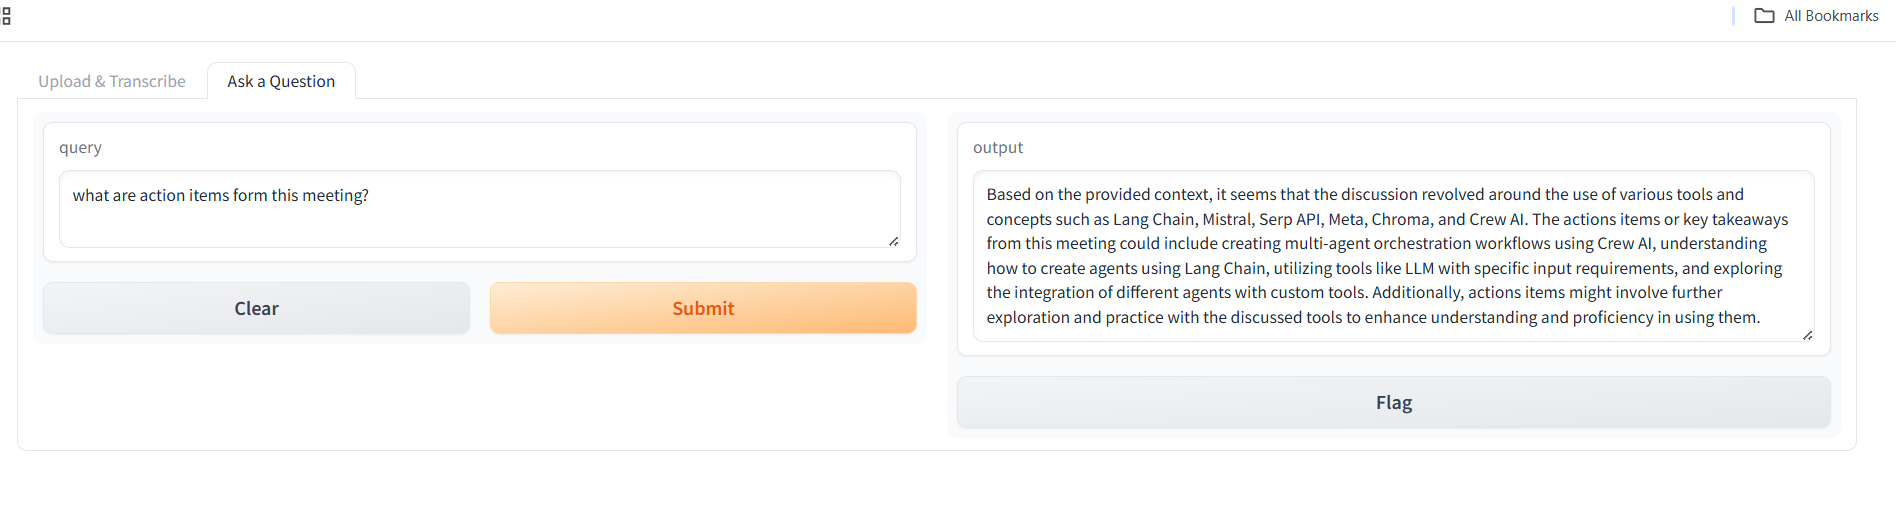 All Bookmarks
Upload & Transcribe
Ask a Question
query
what are action items form this meeting?
Clear
Submit
output
Based on the provided context, it seems that the discussion revolved around the use of various tools and
concepts such as Lang Chain, Mistral, Serp API, Meta, Chroma, and Crew AI. The actions items or key takeaways
from this meeting could include creating multi-agent orchestration workflows using Crew AI, understanding
how to create agents using Lang Chain, utilizing tools like LLM with specific input requirements, and exploring
the integration of different agents with custom tools. Additionally, actions items might involve further
exploration and practice with the discussed tools to enhance understanding and proficiency in using them.
Flag